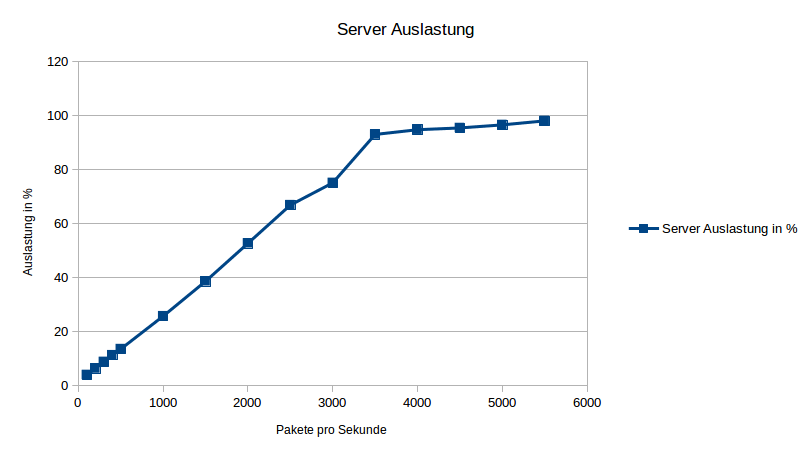 Server Auslastung
120
100
80
60
40
20
0
Auslastung in %
0 1000 2000 3000 4000 5000 6000
Pakete pro Sekunde
Server Auslastung in %